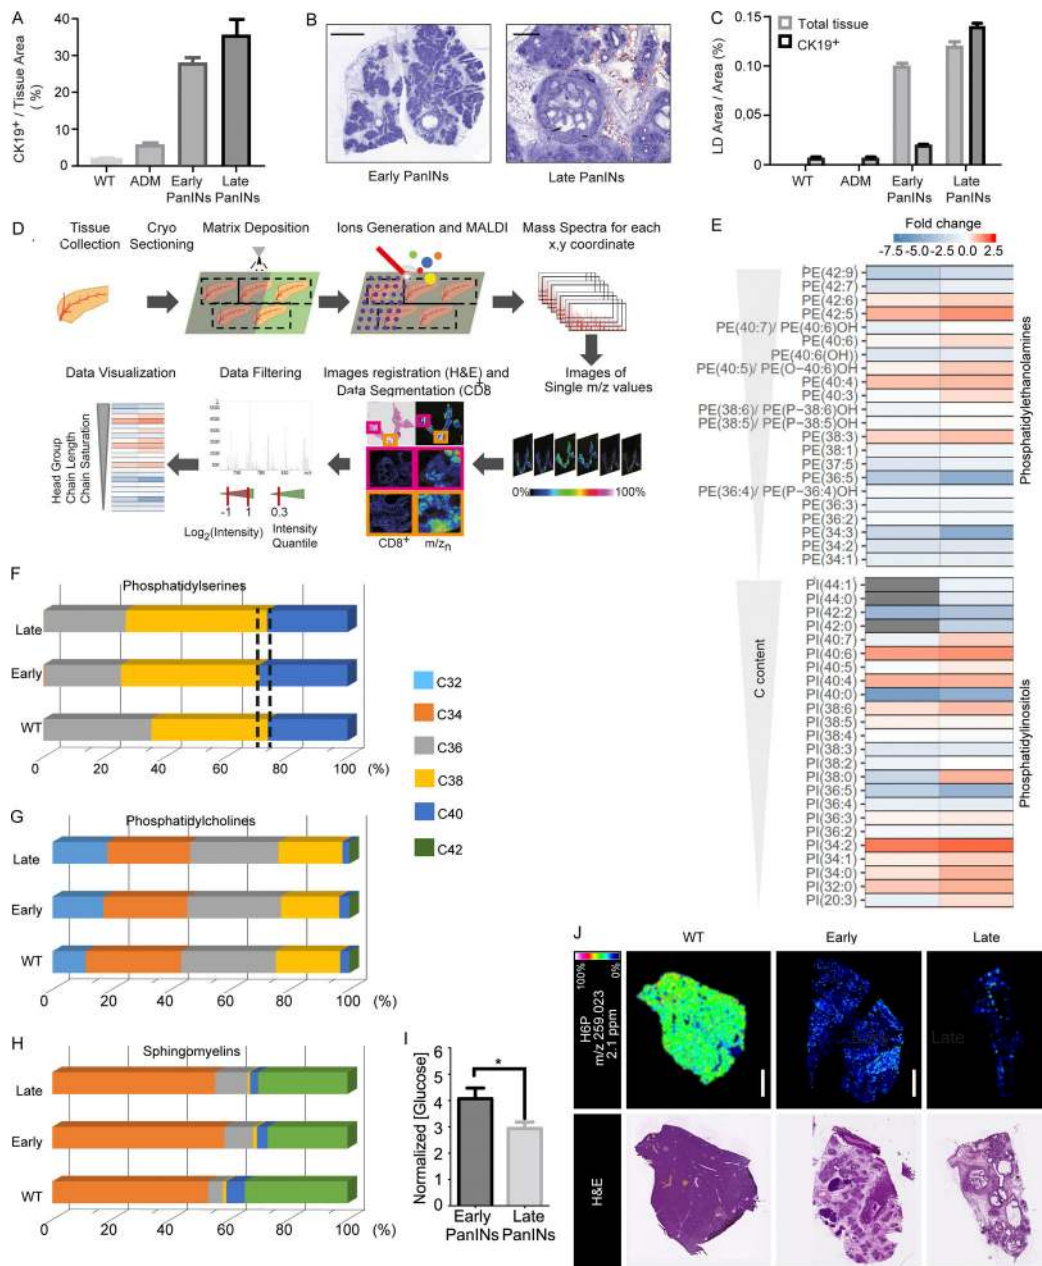 A
CK19+ / Tissue Area
( %)
40
30
20
10
0
WT
ADM
Early
PanINs
Late
PanINs
B
Early PanINs
Late PanINs
C
Total tissue
CK19+
LD Area / Area (%)
0.10
0,05
0
WT
ADM
Early
PanINs
Late
PanINs
D
Tissue
Collection
Cryo
Sectioning
Matrix Deposition
Ions Generation and MALDI
Mass Spectra for each
x,y coordinate
Images of
Single m/z values
0%
100%
Images registration (H&E) and
Data Segmentation (CD8+
CD8+
m/zn
Data Filtering
-1
1
0.3
Log2(Intensity)
Intensity
Quantile
Data Visualization
Head Group
Chain Length
Chain Saturation
E
Fold change
-7.5
-5.0
-2.5
0.0
2.5
PE(42:9)
PE(42:7)
PE(42:6)
PE(42:5)
PE(40:7)/ PE(40:6)OH
PE(40:6)
PE(40:6(OH))
PE(40:5)/ PE(O-40:6)OH
PE(40:4)
PE(40:3)
PE(38:6)/ PE(P-38:6)OH
PE(38:5)/ PE(P-38:5)OH
PE(38:3)
PE(38:1)
PE(37:5)
PE(36:5)
PE(36:4)/ PE(P-36:4)OH
PE(36:3)
PE(36:2)
PE(34:3)
PE(34:2)
PE(34:1)
Phosphatidylethanolamines
C content
PI(44:1)
PI(44:0)
PI(42:2)
PI(42:0)
PI(40:7)
PI(40:6)
PI(40:5)
PI(40:4)
PI(40:0)
PI(38:6)
PI(38:5)
PI(38:4)
PI(38:3)
PI(38:2)
PI(38:0)
PI(36:5)
PI(36:4)
PI(36:3)
PI(36:2)
PI(34:2)
PI(34:1)
PI(34:0)
PI(32:0)
PI(20:3)
Phosphatidylinositols
F
Phosphatidylserines
Late
Early
WT
0 20 40 60 80 100 (%)
C32
C34
C36
C38
C40
C42
G
Phosphatidylcholines
Late
Early
WT
0 20 40 60 80 100 (%)
H
Sphingomyelins
Late
Early
WT
0 20 40 60 80 100 (%)
I
Normalized [Glucose]
6
5
4
3
2
1
0
*
Early
PanINs
Late
PanINs
J
WT
Early
Late
100%
0%
H6P
m/z 259.023
2.1 ppm
Late
H&E